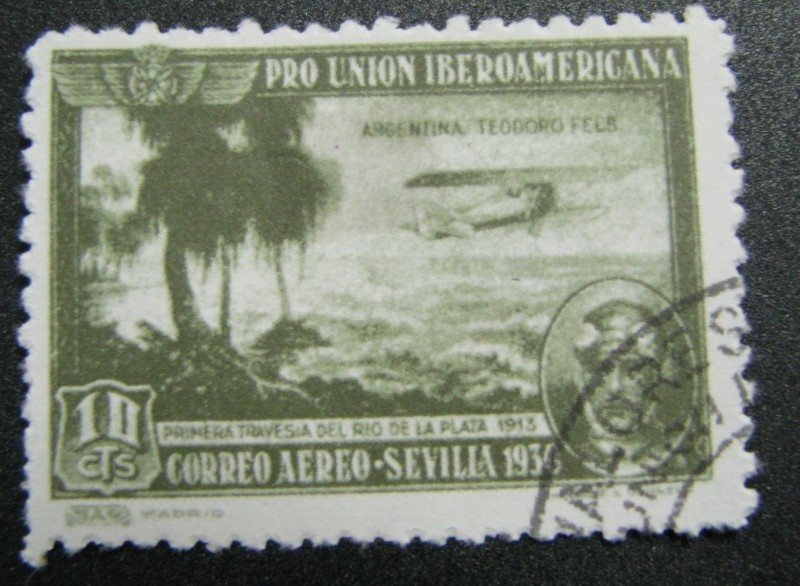 PRO UNION IBEROAMERICANA
ARGENTINA TEODORO FELS
10
CTS
PRIMERA TRAVESIA DEL RIO DE LA PLATA 1913
CORREO AEREO·SEVILLA 1930
MADRID